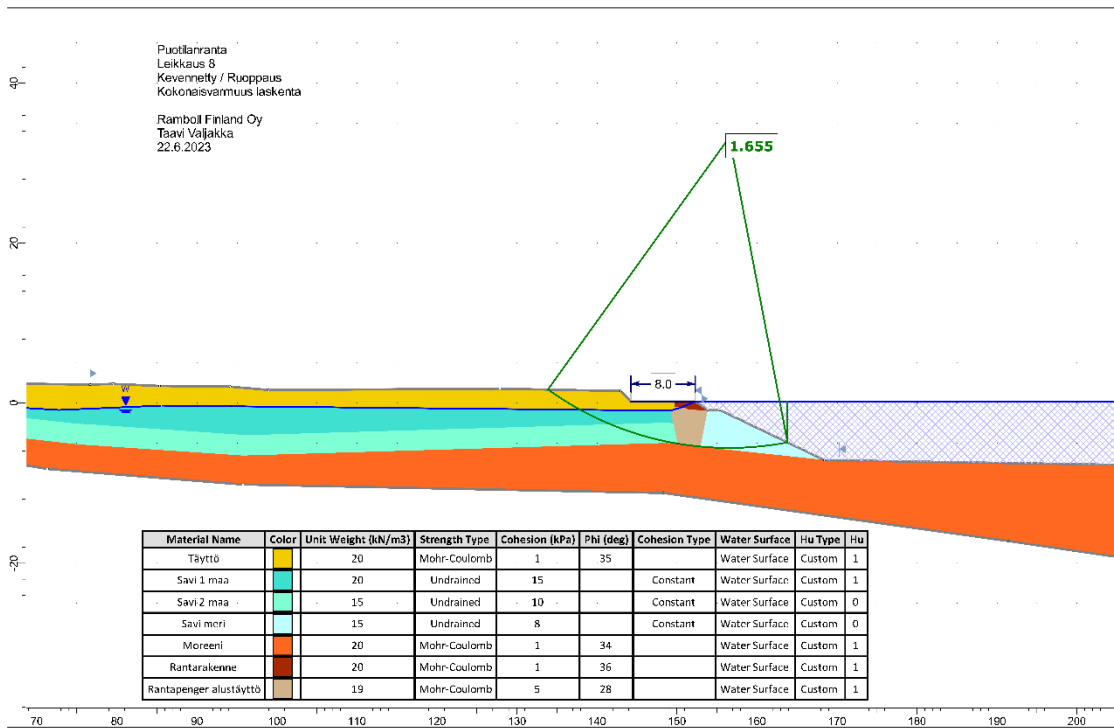 Puotilanranta
Leikkaus 8
Kevennetty / Ruoppaus
Kokonaisvarmuus laskenta
Ramboll Finland Oy
Taavi Valjakka
22.6.2023
40
1.655
20
8.0
W
0
Material Name Color Unit Weight (kN/m3) Strength Type Cohesion (kPa) Phi (deg) Cohesion Type Water Surface Hu Type Hu
Täyttö 20 Mohr-Coulomb 1 35 Water Surface Custom 1
Savi 1 maa 20 Undrained 15 Constant Water Surface Custom 1
Savi 2 maa 15 Undrained 10 Constant Water Surface Custom 0
Savi meri 15 Undrained 8 Constant Water Surface Custom 0
Moreeni 20 Mohr-Coulomb 1 34 Water Surface Custom 1
Rantarakenne 20 Mohr-Coulomb 1 36 Water Surface Custom 1
Rantapenger alustäyttö 19 Mohr-Coulomb 5 28 Water Surface Custom 1
-20
70 80 90 100 110 120 130 140 150 160 170 180 190 200